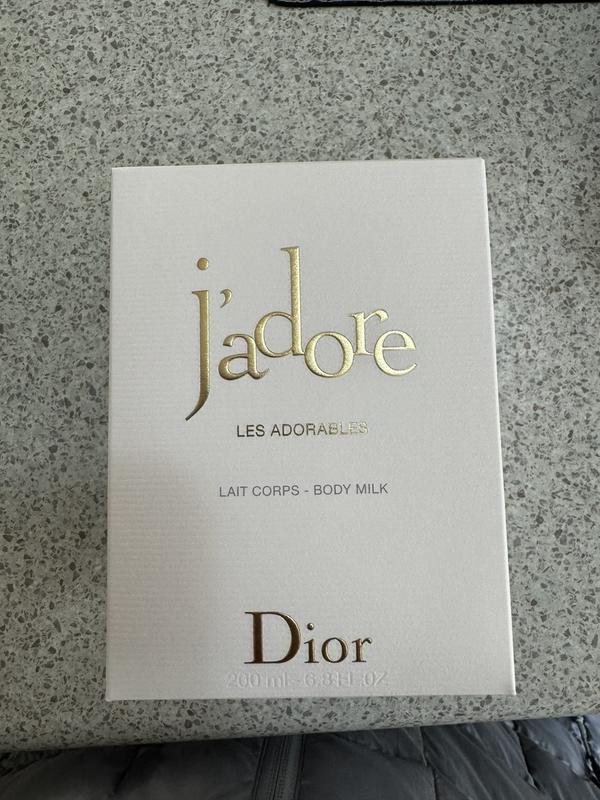 j'adore
LES ADORABLES
LAIT CORPS - BODY MILK
Dior
200 ml - 6.8 FL.OZ